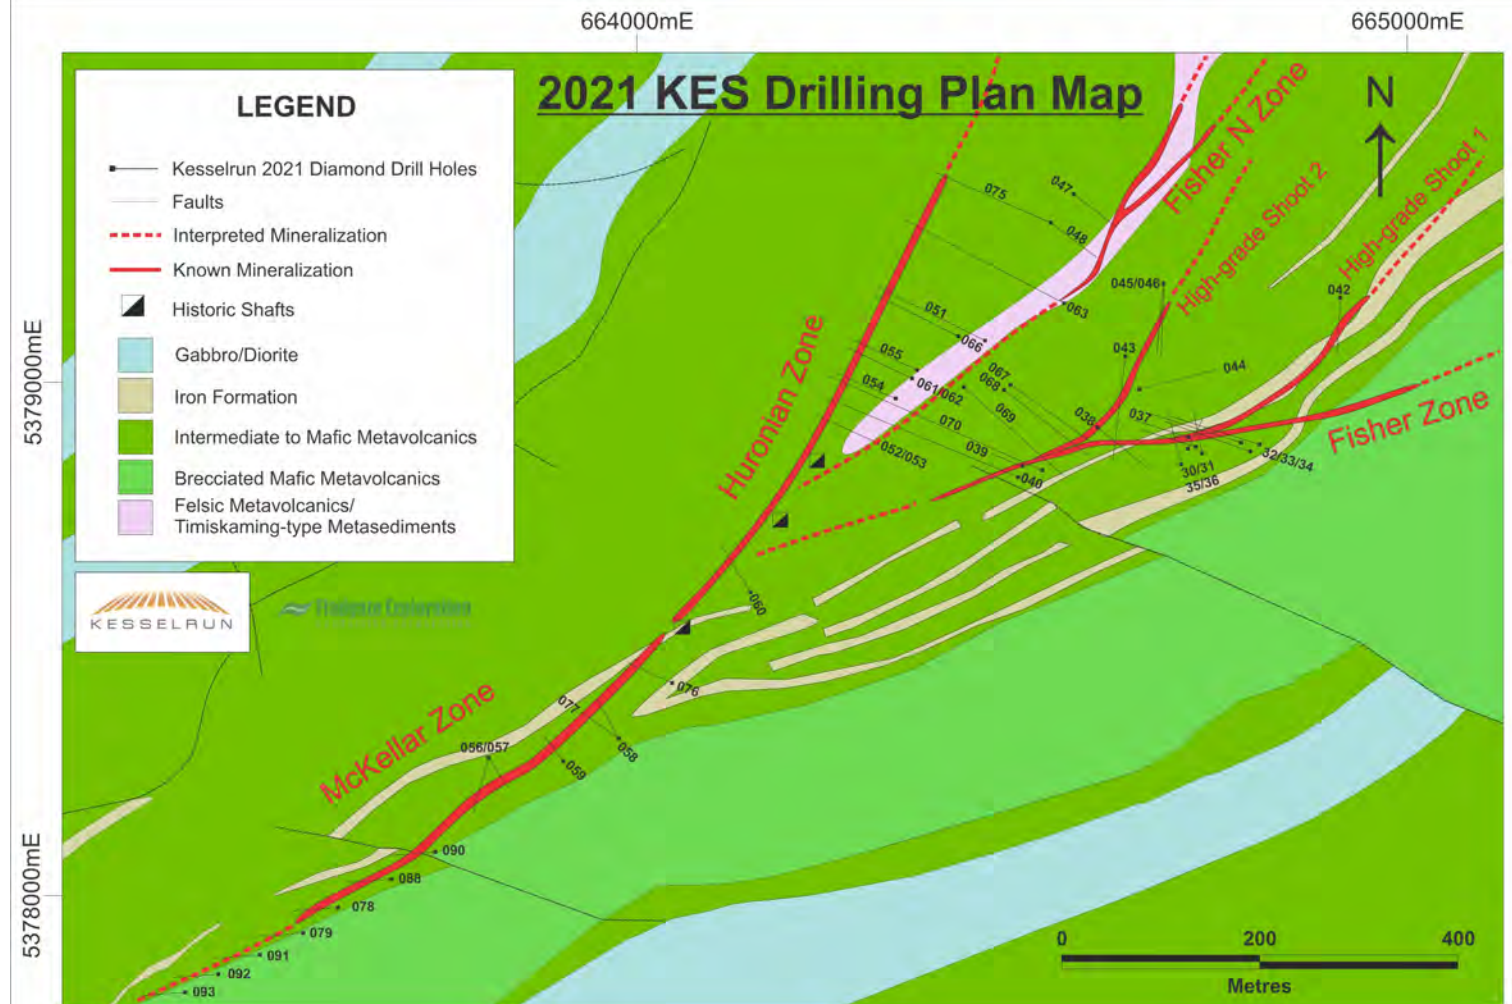 664000mE
665000mE
2021 KES Drilling Plan Map
N
LEGEND
Kesselrun 2021 Diamond Drill Holes
Faults
Interpreted Mineralization
Known Mineralization
Historic Shafts
Gabbro/Diorite
Iron Formation
Intermediate to Mafic Metavolcanics
Brecciated Mafic Metavolcanics
Felsic Metavolcanics/
Timiskaming-type Metasediments
KESSELRUN
5379000mE
5378000mE
Fisher N Zone
High-grade Shoot 2
High-grade Shoot 1
Huronian Zone
Fisher Zone
McKellar Zone
075
047
048
045/046
042
063
051
066
043
055
044
067
068
061/062
054
069
037
038
070
039
052/053
040
32/33/34
30/31
35/36
060
076
077
058
056/057
059
090
088
078
079
091
092
093
0 200 400
Metres